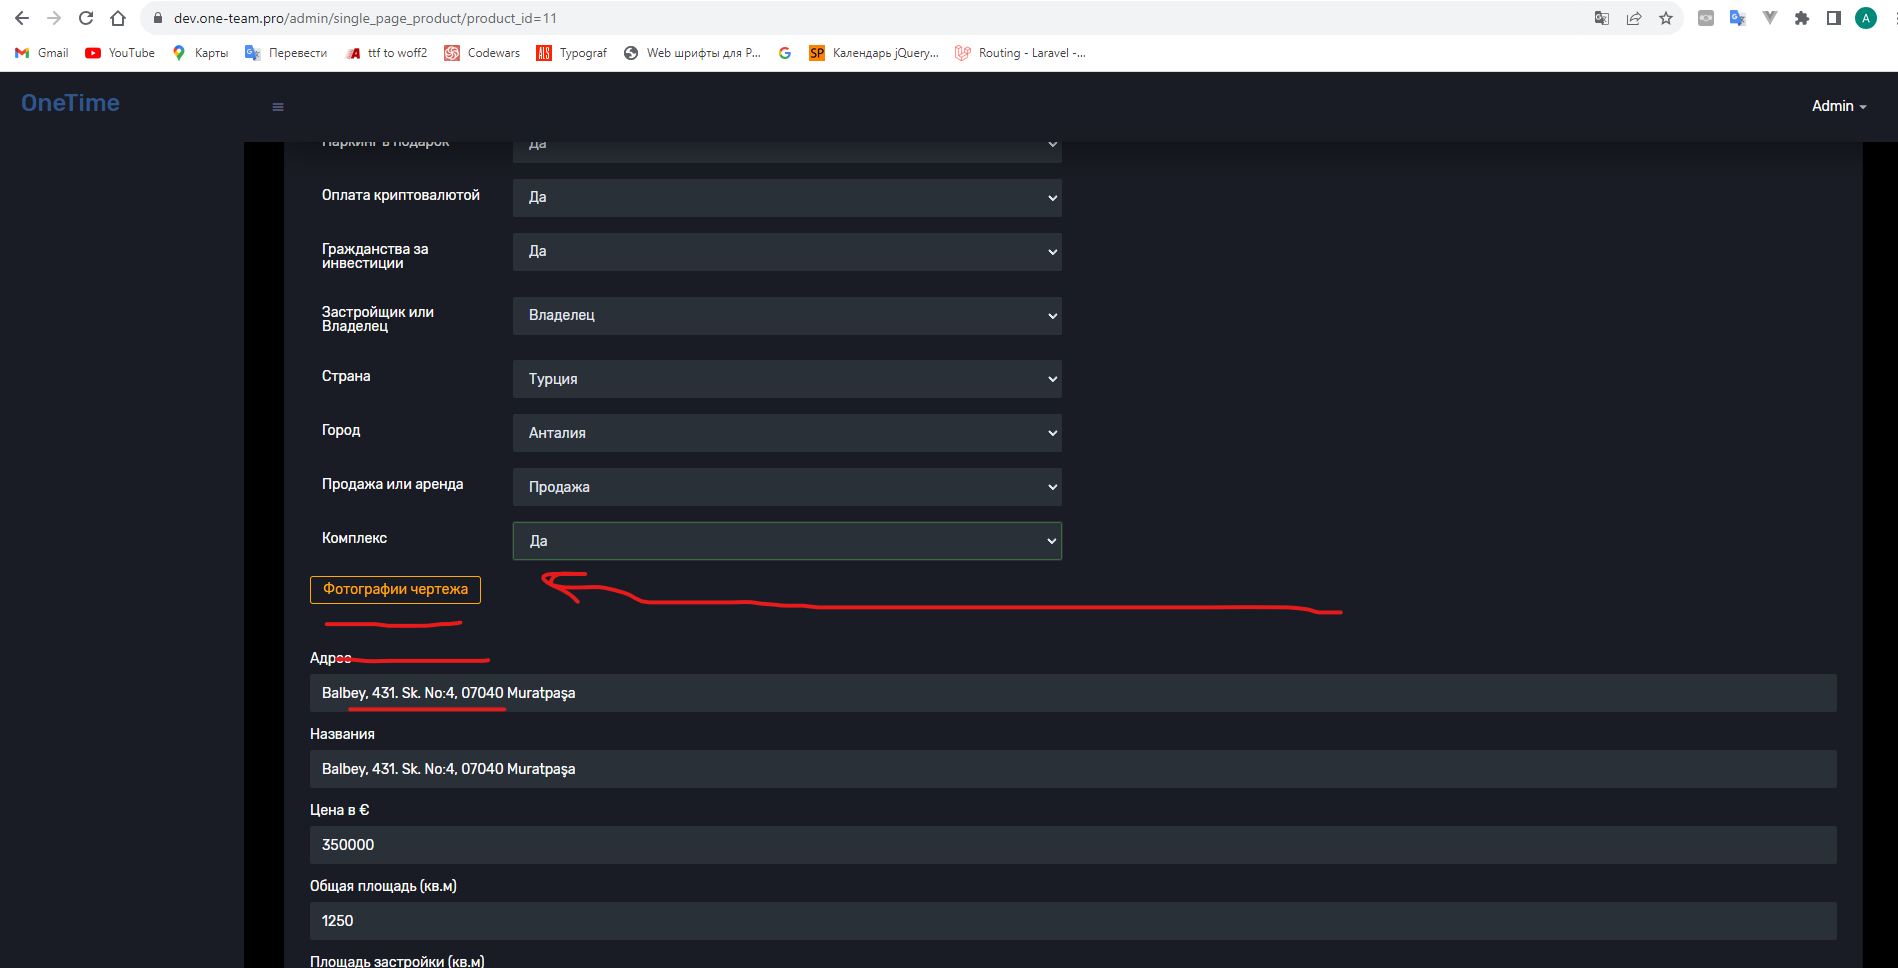 dev.one-team.pro/admin/single_page_product/product_id=11
A
Gmail YouTube Карты Перевести ttf to woff2 Codewars Typograf Web шрифты для Р... Календарь jQuery... Routing - Laravel -...
OneTime
Admin
Паркинг в подарок Да
Оплата криптовалютой Да
Гражданства за
инвестиции
Да
Застройщик или
Владелец
Владелец
Страна Турция
Город Анталия
Продажа или аренда Продажа
Комплекс Да
Фотографии чертежа
Адрес
Balbey, 431. Sk. No:4, 07040 Muratpaşa
Названия
Balbey, 431. Sk. No:4, 07040 Muratpaşa
Цена в €
350000
Общая площадь (кв.м)
1250
Площадь застройки (кв.м)